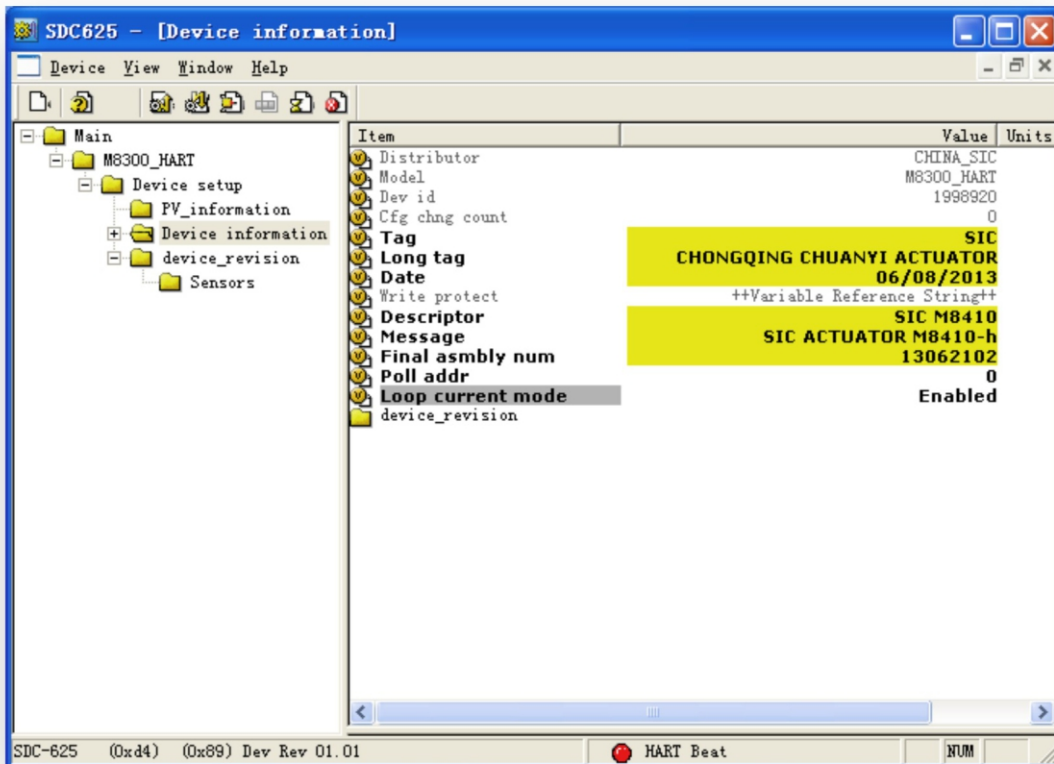 SDC625 - [Device information]
Device View Window Help
Main
M8300_HART
Device setup
PV_information
Device information
device_revision
Sensors
Item Value Units
Distributor CHINA_SIC
Model M8300_HART
Dev id 1998920
Cfg chng count 0
Tag SIC
Long tag CHONGQING CHUANYI ACTUATOR
Date 06/08/2013
Write protect ++Variable Reference String++
Descriptor SIC M8410
Message SIC ACTUATOR M8410-h
Final asmbly num 13062102
Poll addr 0
Loop current mode Enabled
device_revision
SDC-625 (0xd4) (0x89) Dev Rev 01.01 HART Beat NUM